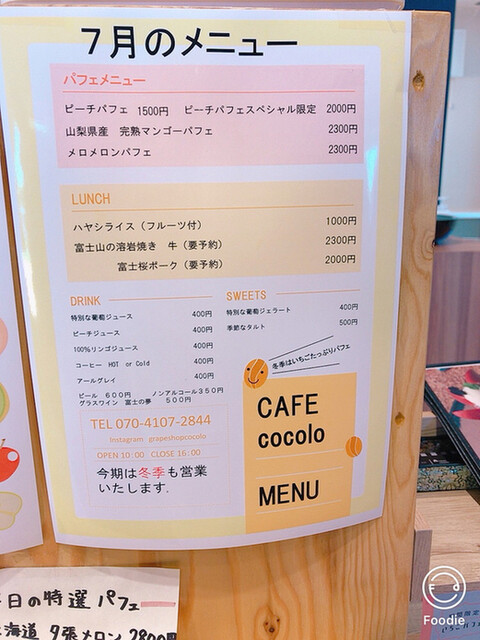 7月のメニュー
パフェメニュー
ピーチパフェ 1500円 ピーチパフェスペシャル限定 2000円
山梨県産 完熟マンゴーパフェ 2300円
メロメロンパフェ 2300円
LUNCH
ハヤシライス（フルーツ付） 1000円
富士山の溶岩焼き 牛（要予約） 2300円
富士桜ポーク（要予約） 2000円
DRINK
特別な葡萄ジュース 400円
ピーチジュース 400円
100％リンゴジュース 400円
コーヒー HOT or Cold 400円
アールグレイ 400円
ビール 600円 ノンアルコール350円
グラスワイン 富士の夢 500円
SWEETS
特別な葡萄ジェラート 400円
季節なタルト 500円
冬季はいちごたっぷりパフェ
TEL 070-4107-2844
Instagram grapeshopcocolo
OPEN 10:00 CLOSE 16:00
今期は冬季も営業
いたします.
CAFE
cocolo
MENU
日の特選パフェ
海道 9張メロン 2800円
Foodie